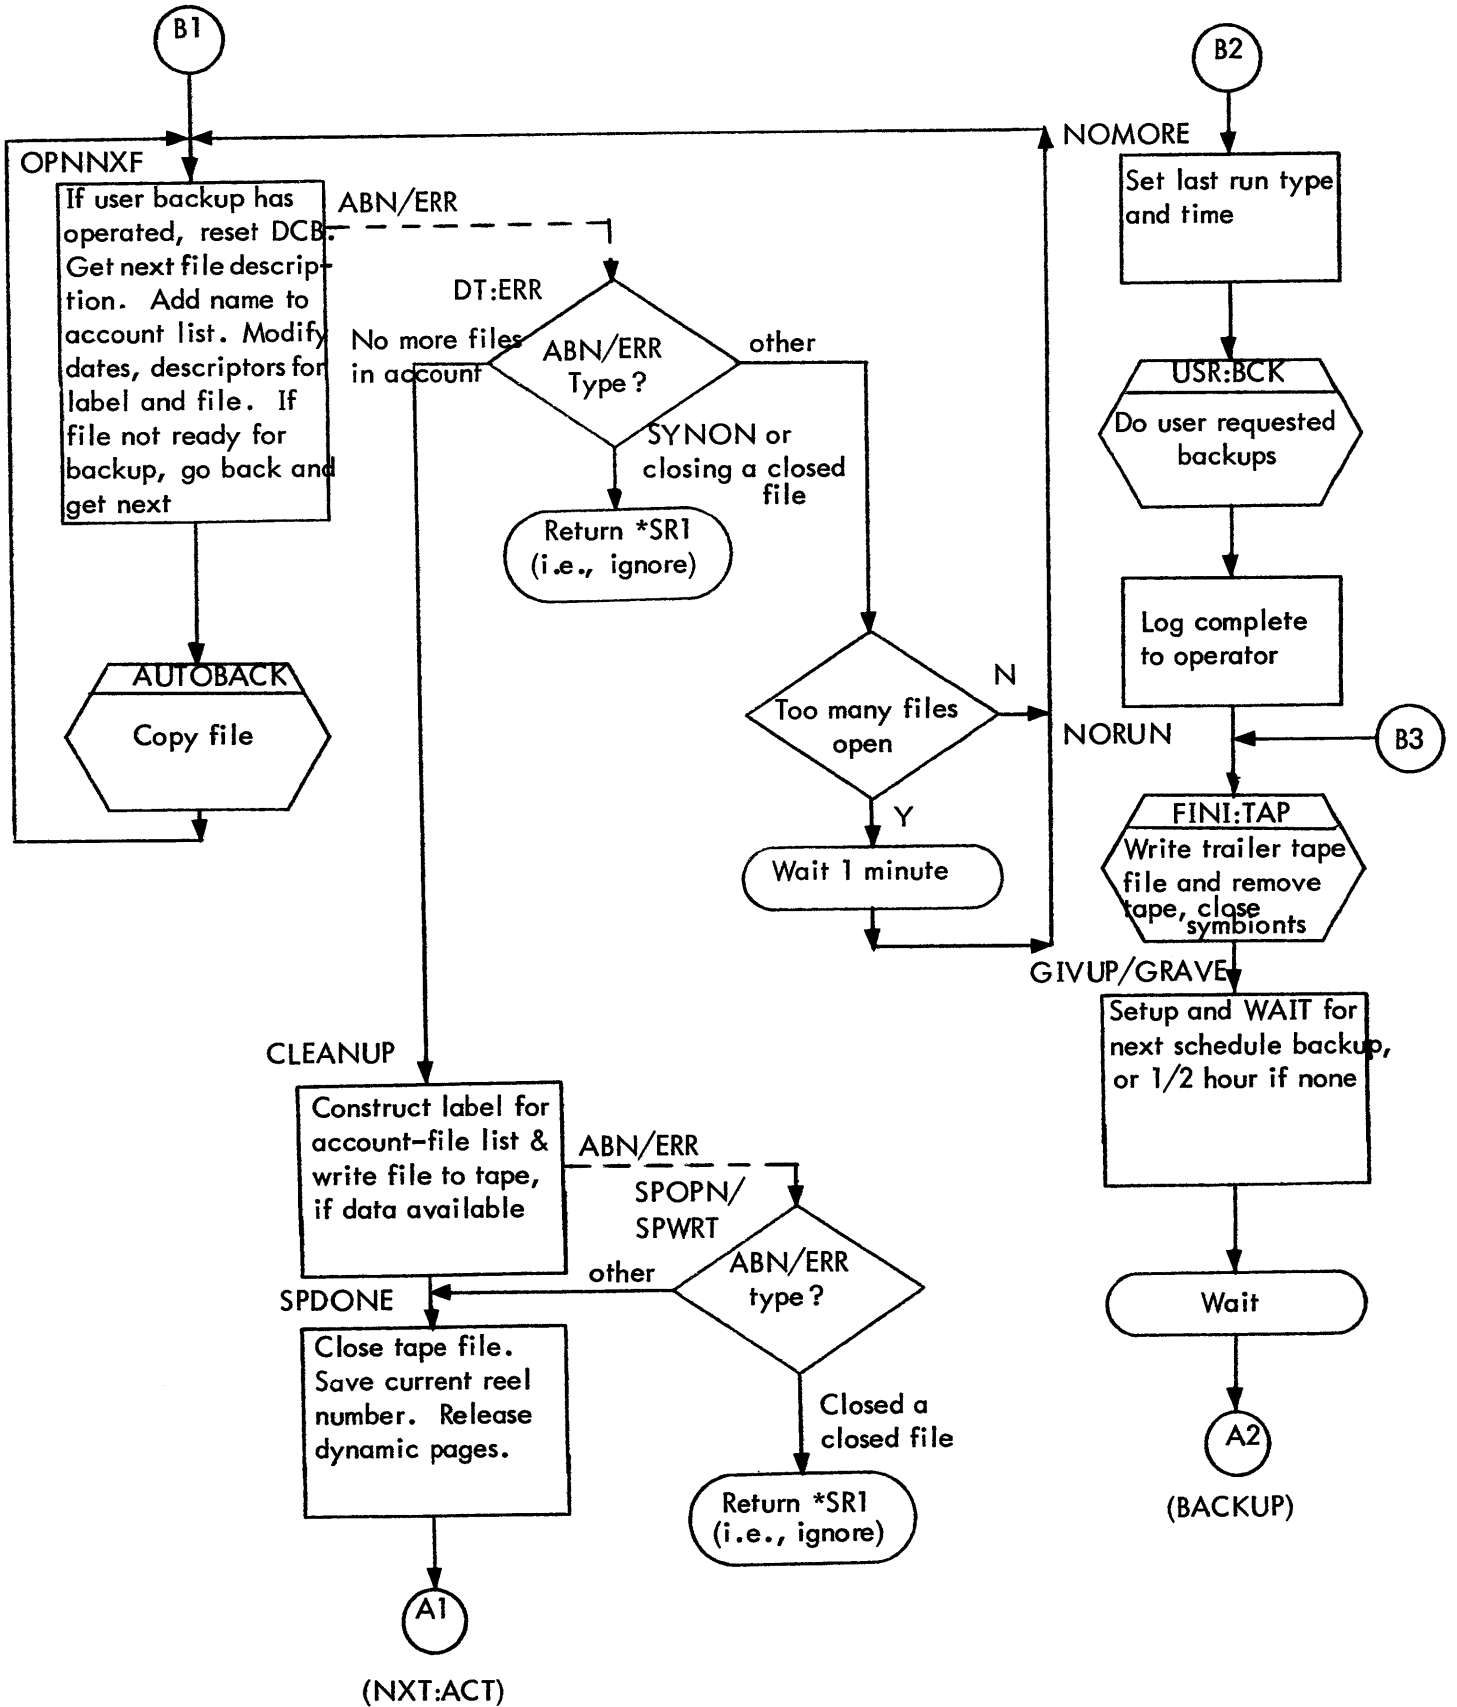 B1
OPNNXF
If user backup has
operated, reset DCB.
Get next file descrip-
tion. Add name to
account list. Modify
dates, descriptors for
label and file. If
file not ready for
backup, go back and
get next
ABN/ERR
DT:ERR
No more files
in account
ABN/ERR
Type?
other
SYNON or
closing a closed
file
Return *SR1
(i.e., ignore)
AUTOBACK
Copy file
Too many files
open
N
Y
Wait 1 minute
CLEANUP
Construct label for
account-file list &
write file to tape,
if data available
ABN/ERR
SPOPN/
SPWRT
ABN/ERR
type?
other
SPDONE
Close tape file.
Save current reel
number. Release
dynamic pages.
Closed a
closed file
Return *SR1
(i.e., ignore)
A1
(NXT:ACT)
B2
NOMORE
Set last run type
and time
USR:BCK
Do user requested
backups
Log complete
to operator
NORUN
B3
FINI:TAP
Write trailer tape
file and remove
tape, close
symbionts
GIVUP/GRAVE
Setup and WAIT for
next schedule backup,
or 1/2 hour if none
Wait
A2
(BACKUP)